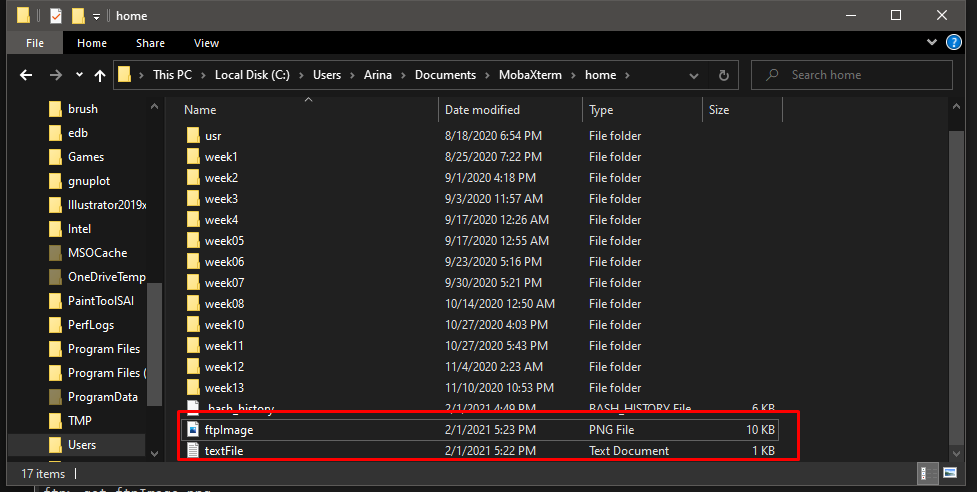 home
File Home Share View
This PC > Local Disk (C:) > Users > Arina > Documents > MobaXterm > home >
Search home
brush
edb
Games
gnuplot
Illustrator2019x
Intel
MSOCache
OneDriveTemp
PaintToolSAI
PerfLogs
Program Files
Program Files (
ProgramData
TMP
Users
Name Date modified Type Size
usr 8/18/2020 6:54 PM File folder
week1 8/25/2020 7:22 PM File folder
week2 9/1/2020 4:18 PM File folder
week3 9/3/2020 11:57 AM File folder
week4 9/17/2020 12:26 AM File folder
week05 9/17/2020 12:55 AM File folder
week06 9/23/2020 5:16 PM File folder
week07 9/30/2020 5:21 PM File folder
week08 10/14/2020 12:50 AM File folder
week10 10/27/2020 4:03 PM File folder
week11 10/27/2020 5:43 PM File folder
week12 11/4/2020 2:23 AM File folder
week13 11/10/2020 10:53 PM File folder
.bash_history 2/1/2021 4:49 PM BASH_HISTORY File 6 KB
ftpImage 2/1/2021 5:23 PM PNG File 10 KB
textFile 2/1/2021 5:22 PM Text Document 1 KB
17 items
ftp> get ftpImage.png